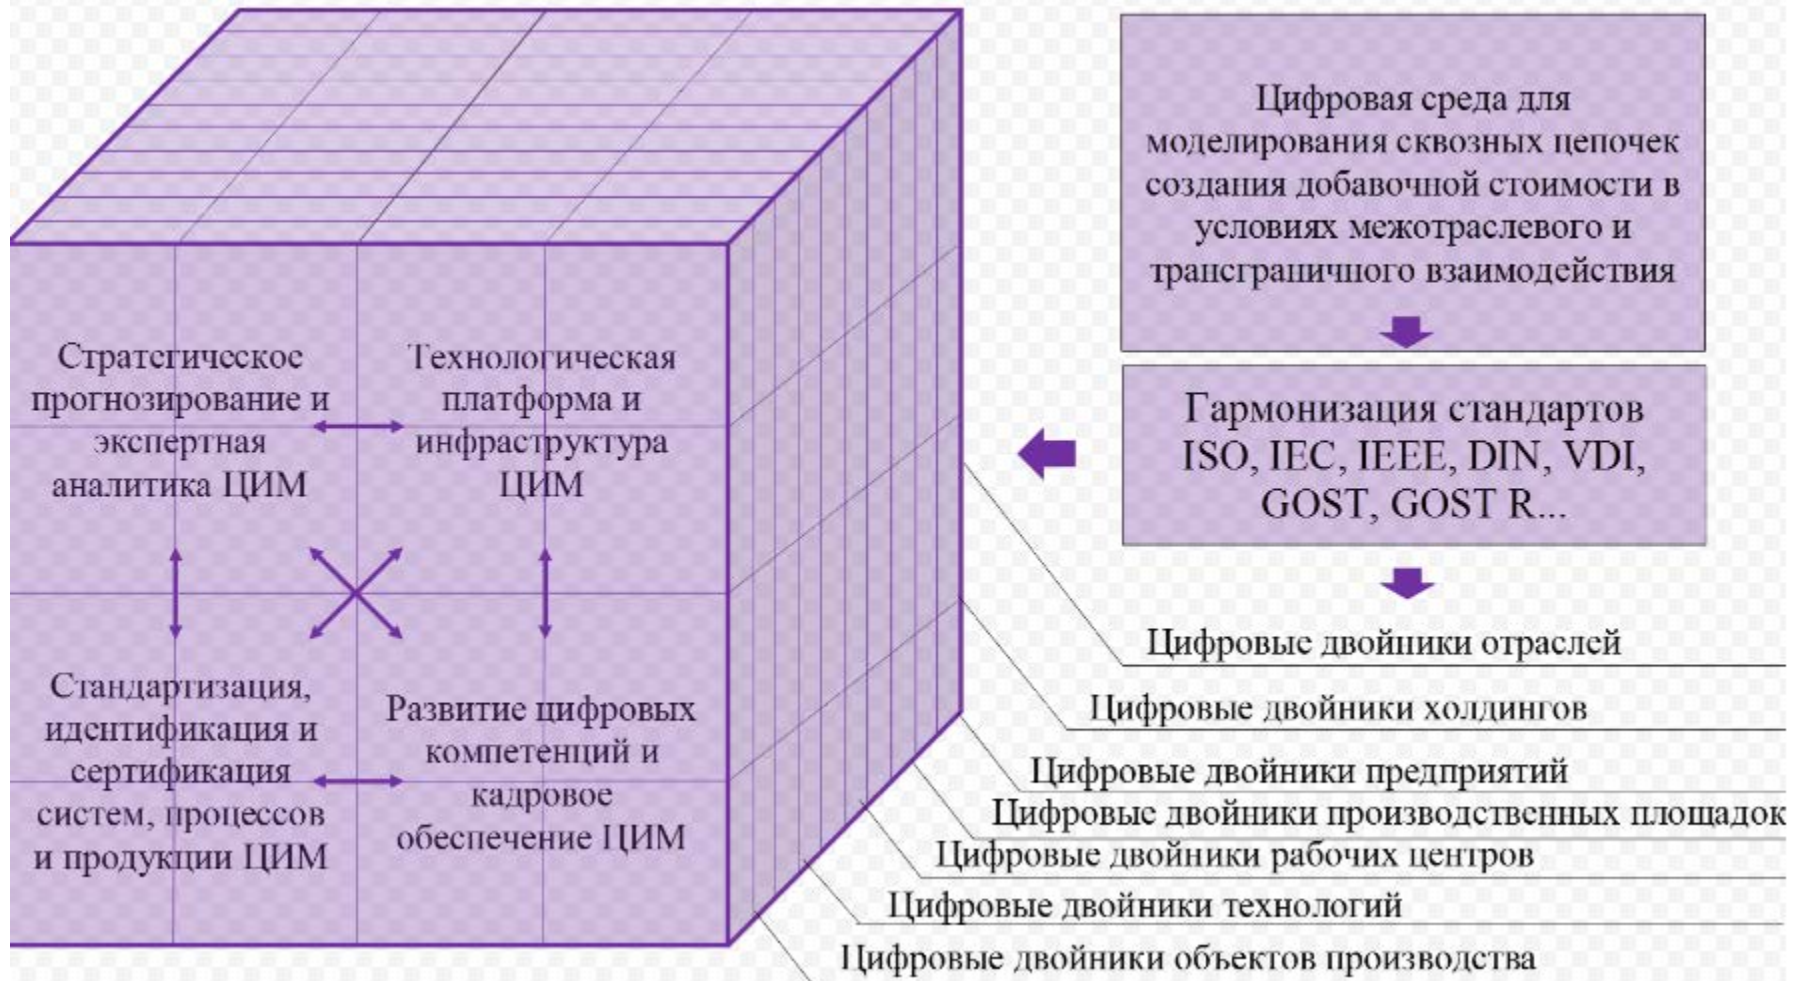 Стратегическое
прогнозирование и
экспертная
аналитика ЦИМ
Технологическая
платформа и
инфраструктура
ЦИМ
Стандартизация,
идентификация и
сертификация
систем, процессов
и продукции ЦИМ
Развитие цифровых
компетенций и
кадровое
обеспечение ЦИМ
Цифровая среда для
моделирования сквозных цепочек
создания добавочной стоимости в
условиях межотраслевого и
трансграничного взаимодействия
Гармонизация стандартов
ISO, IEC, IEEE, DIN, VDI,
GOST, GOST R...
Цифровые двойники отраслей
Цифровые двойники холдингов
Цифровые двойники предприятий
Цифровые двойники производственных площадок
Цифровые двойники рабочих центров
Цифровые двойники технологий
Цифровые двойники объектов производства